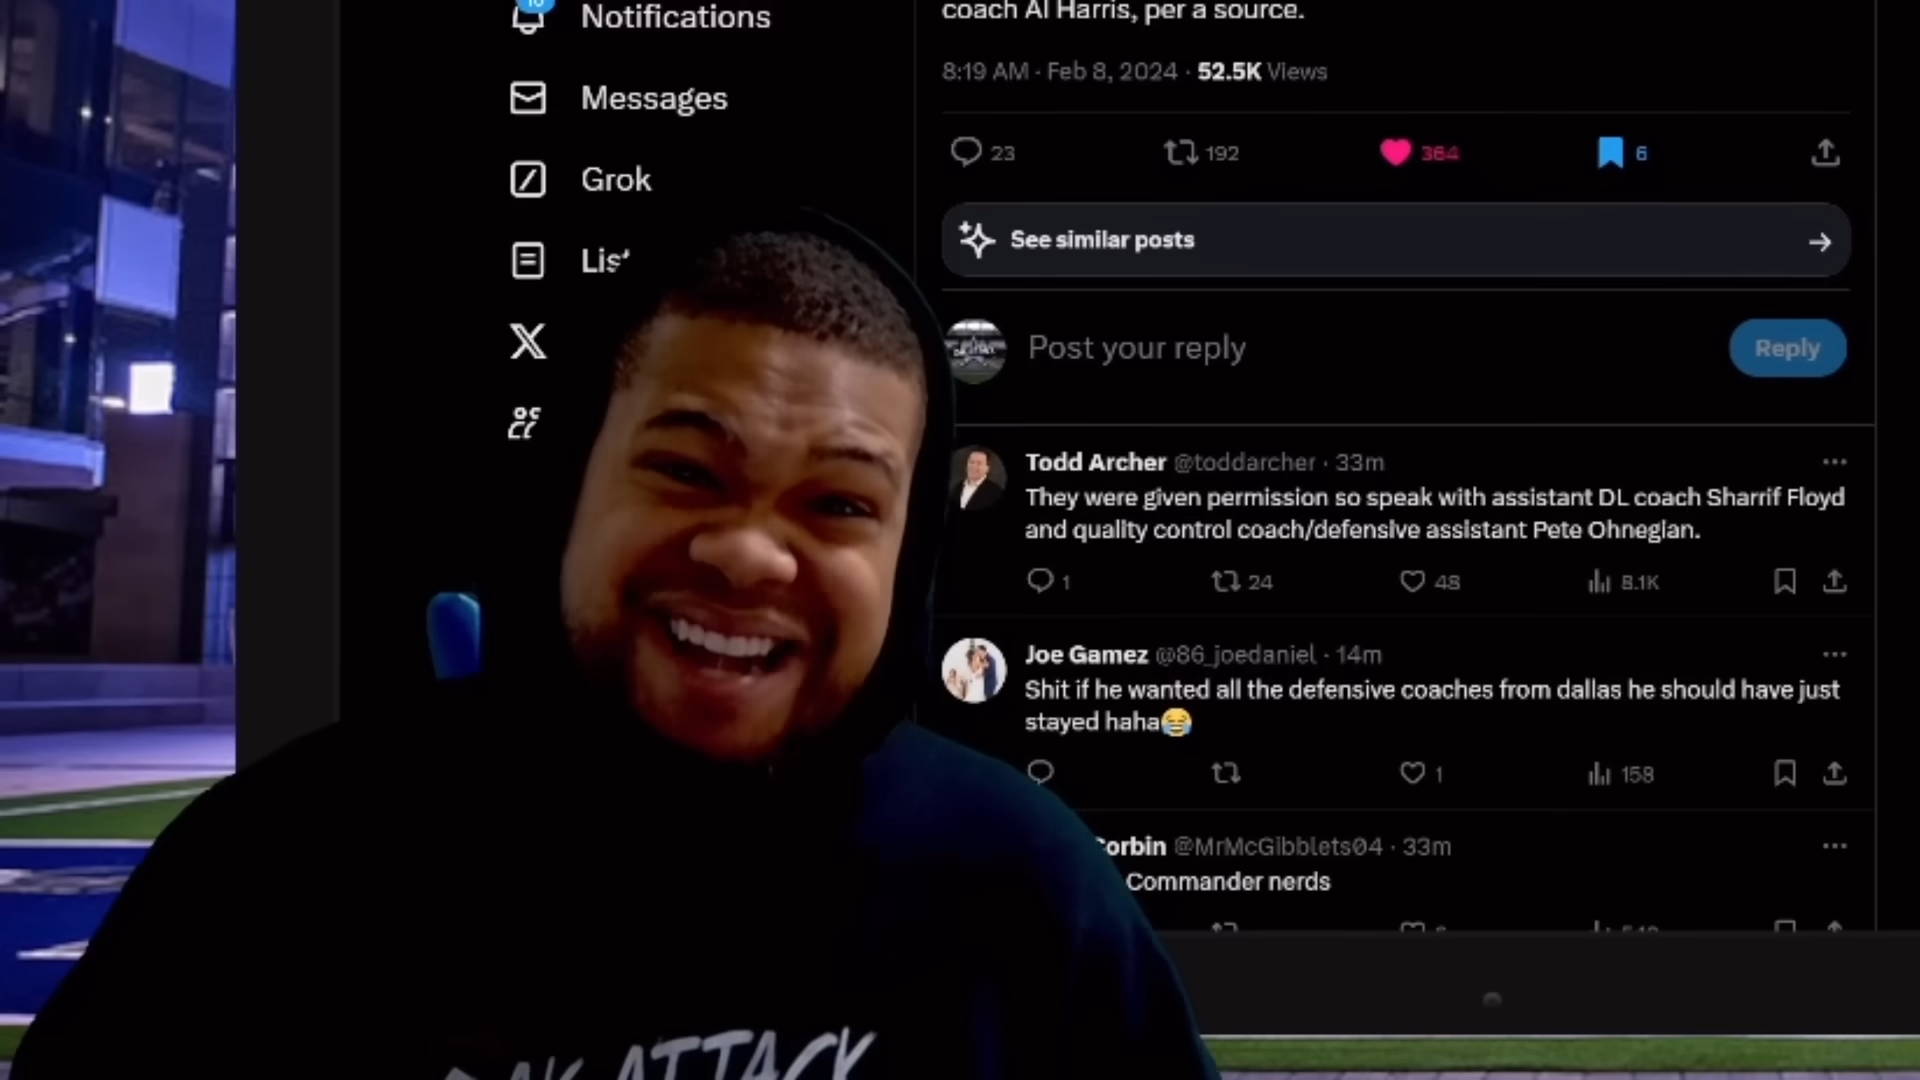 10
Notifications
coach Al Harris, per a source.
8:19 AM · Feb 8, 2024 · 52.5K Views
Messages
23 192 364 6
Grok
See similar posts
Lis
Post your reply
Reply
Todd Archer @toddarcher · 33m
They were given permission so speak with assistant DL coach Sharrif Floyd
and quality control coach/defensive assistant Pete Ohnegian.
1 24 48 8.1K
Joe Gamez @86_joedaniel · 14m
Shit if he wanted all the defensive coaches from dallas he should have just
stayed haha😂
1 158
Corbin @MrMcGibblets04 · 33m
Commander nerds
ATTACK